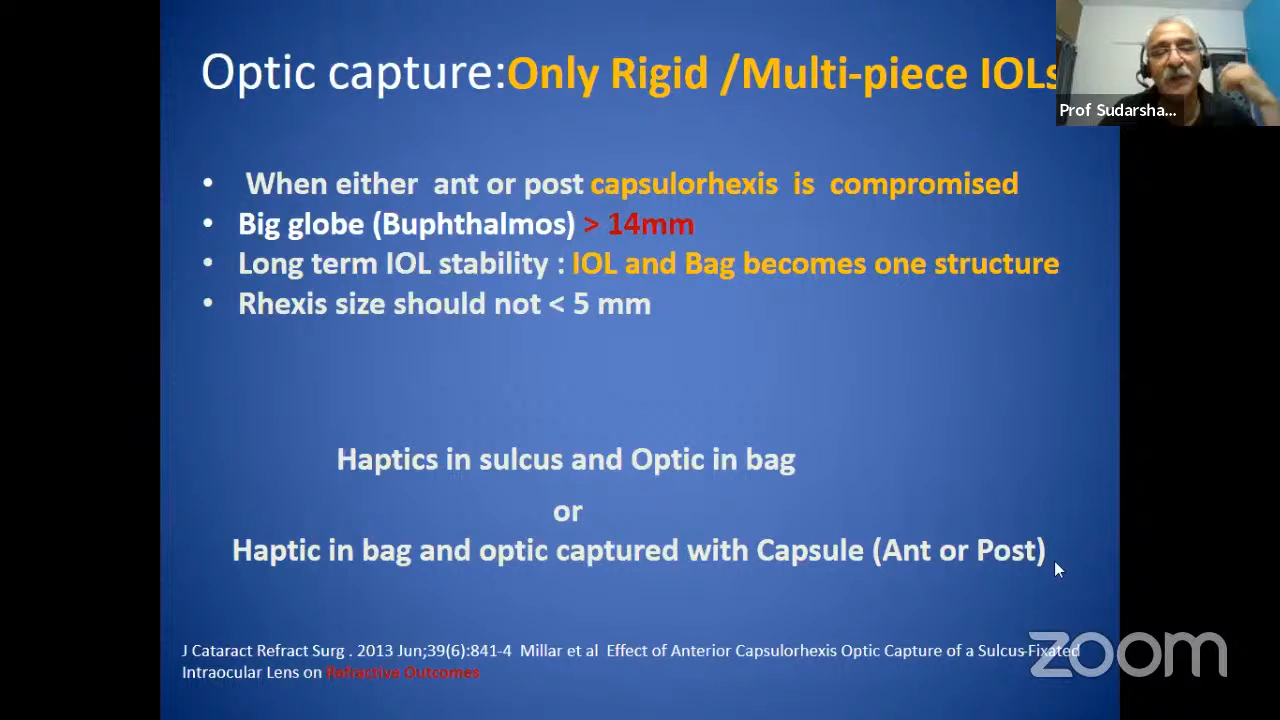 Optic capture:Only Rigid /Multi-piece IOLs
Prof Sudarsha...
• When either ant or post capsulorhexis is compromised
• Big globe (Buphthalmos) > 14mm
• Long term IOL stability : IOL and Bag becomes one structure
• Rhexis size should not < 5 mm
Haptics in sulcus and Optic in bag
or
Haptic in bag and optic captured with Capsule (Ant or Post)
J Cataract Refract Surg . 2013 Jun;39(6):841-4 Millar et al Effect of Anterior Capsulorhexis Optic Capture of a Sulcus-Fixated
Intraocular Lens on Refractive Outcomes
zoom